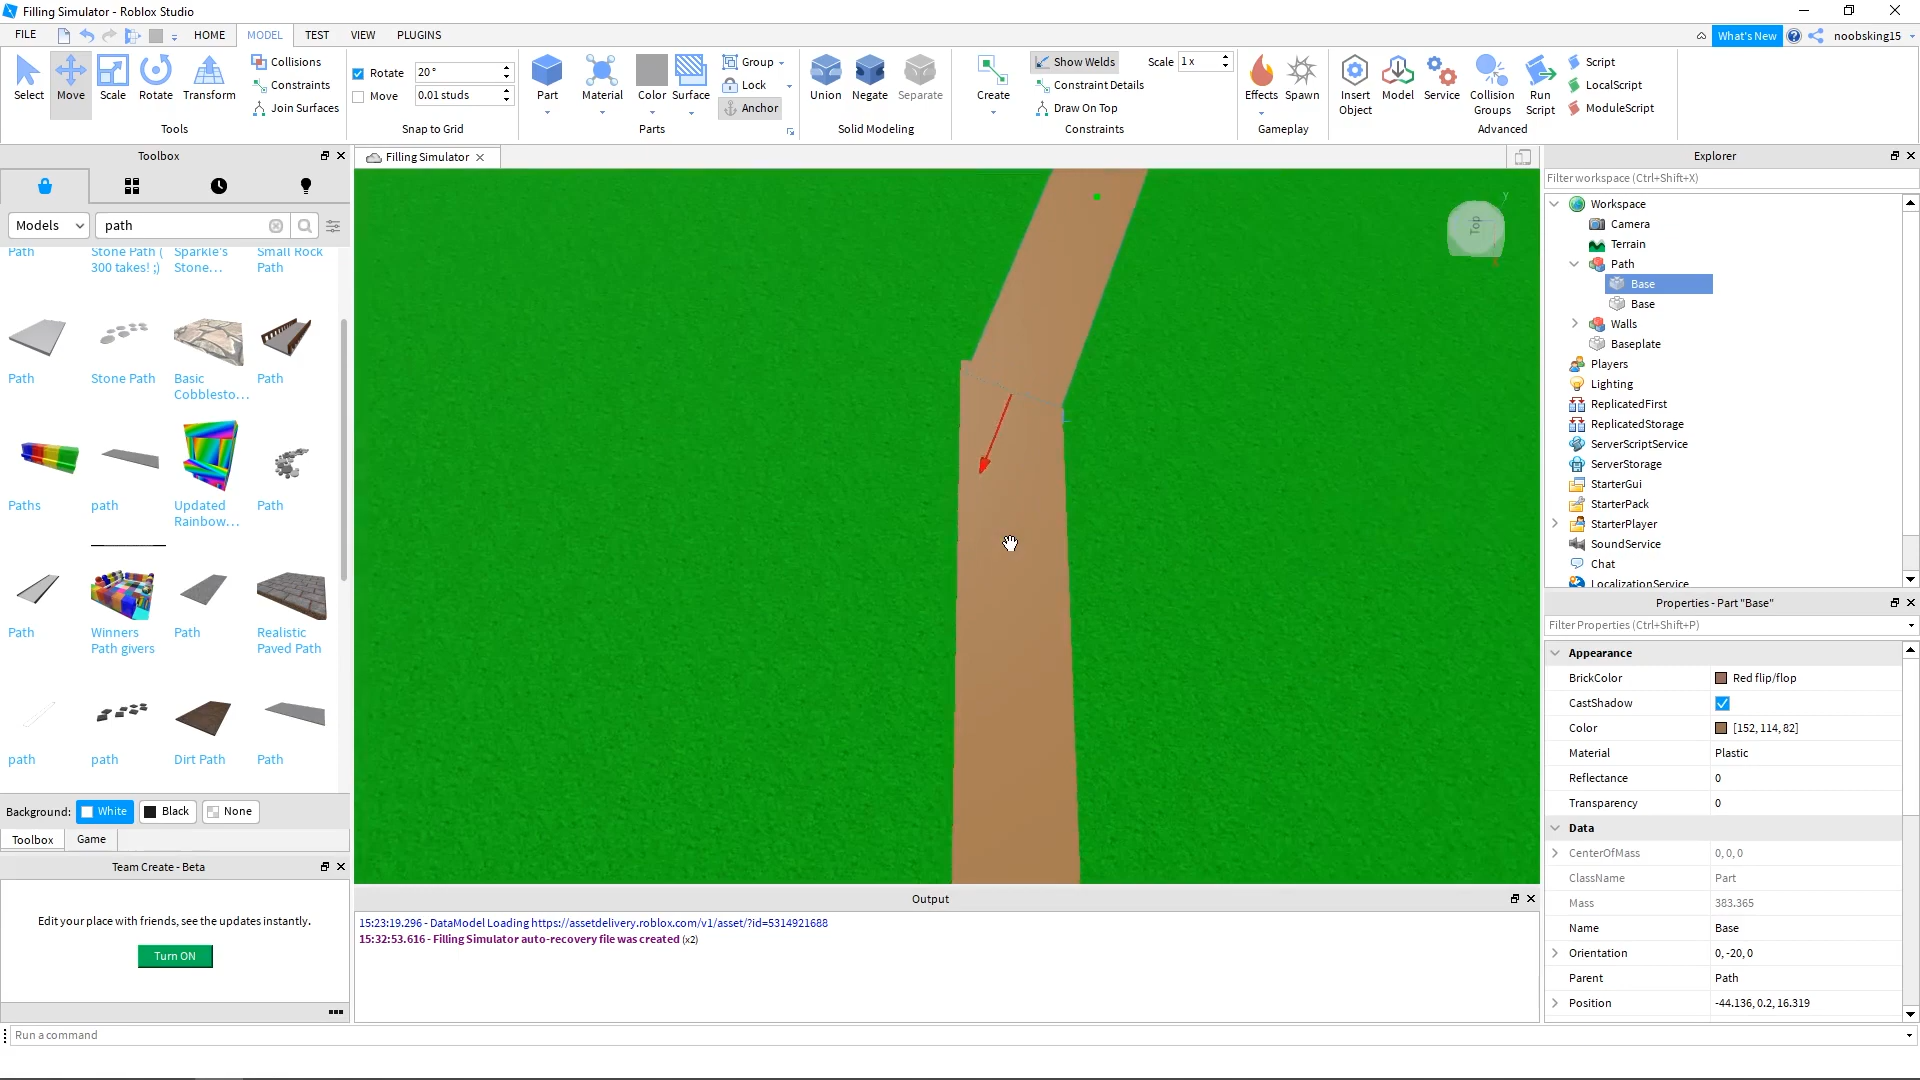 Filling Simulator - Roblox Studio
FILE
HOME
MODEL
TEST
VIEW
PLUGINS
What's New
noobsking15
Select
Move
Scale
Rotate
Transform
Collisions
Constraints
Join Surfaces
Tools
Rotate
20°
Move
0.01 studs
Snap to Grid
Part
Material
Color
Surface
Group
Lock
Anchor
Parts
Union
Negate
Separate
Solid Modeling
Create
Show Welds
Constraint Details
Draw On Top
Scale
1 x
Constraints
Effects
Spawn
Gameplay
Insert Object
Model
Service
Collision Groups
Run Script
Script
LocalScript
ModuleScript
Advanced
Toolbox
Models
path
Path
Stone Path ( 300 takes! ;)
Sparkle's Stone...
Small Rock Path
Path
Stone Path
Basic Cobblesto...
Path
Paths
path
Updated Rainbow...
Path
Path
Winners Path givers
Path
Realistic Paved Path
path
path
Dirt Path
Path
Background:
White
Black
None
Toolbox
Game
Team Create - Beta
Edit your place with friends, see the updates instantly.
Turn ON
Filling Simulator
Top
y
Output
15:23:19.296 - DataModel Loading https://assetdelivery.roblox.com/v1/asset/?id=5314921688
15:32:53.616 - Filling Simulator auto-recovery file was created (x2)
Run a command
Explorer
Filter workspace (Ctrl+Shift+X)
Workspace
Camera
Terrain
Path
Base
Base
Walls
Baseplate
Players
Lighting
ReplicatedFirst
ReplicatedStorage
ServerScriptService
ServerStorage
StarterGui
StarterPack
StarterPlayer
SoundService
Chat
LocalizationService
Properties - Part "Base"
Filter Properties (Ctrl+Shift+P)
Appearance
BrickColor
Red flip/flop
CastShadow
Color
[152, 114, 82]
Material
Plastic
Reflectance
0
Transparency
0
Data
CenterOfMass
0, 0, 0
ClassName
Part
Mass
383.365
Name
Base
Orientation
0, -20, 0
Parent
Path
Position
-44.136, 0.2, 16.319